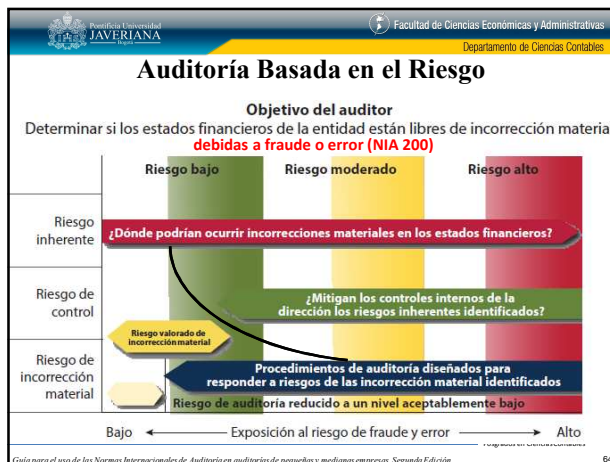 Pontificia Universidad
JAVERIANA
Bogotá
Facultad de Ciencias Económicas y Administrativas
Departamento de Ciencias Contables
Auditoría Basada en el Riesgo
Objetivo del auditor
Determinar si los estados financieros de la entidad están libres de incorrección materia
debidas a fraude o error (NIA 200)
Riesgo bajo
Riesgo moderado
Riesgo alto
Riesgo
inherente
¿Dónde podrían ocurrir incorrecciones materiales en los estados financieros?
Riesgo de
control
¿Mitigan los controles internos de la
dirección los riesgos inherentes identificados?
Riesgo valorado de
incorrección material
Riesgo de
incorrección
material
Procedimientos de auditoría diseñados para
responder a riesgos de las incorrección material identificados
Riesgo de auditoría reducido a un nivel aceptablemente bajo
Bajo
Exposición al riesgo de fraude y error
Alto
Posgrados en Ciencias Contables
Guía para el uso de las Normas Internacionales de Auditoría en auditorías de pequeñas y medianas empresas. Segunda Edición
64